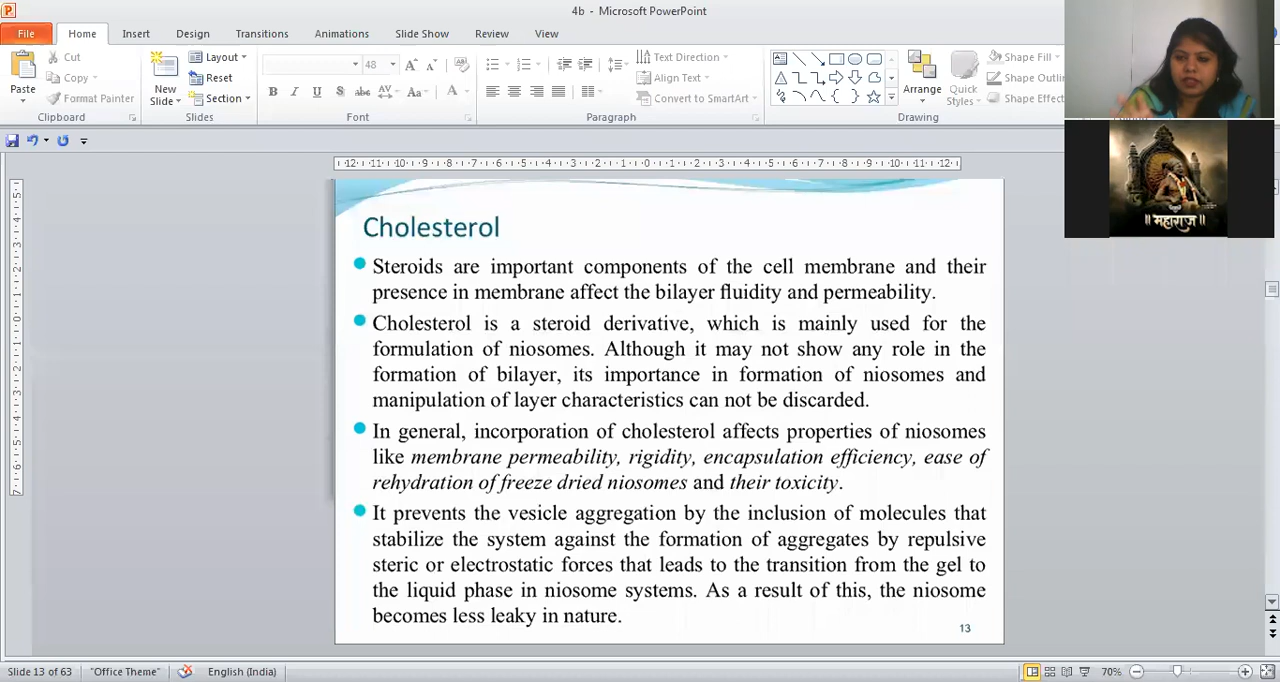 4b - Microsoft PowerPoint
File Home Insert Design Transitions Animations Slide Show Review View
Cut
Copy
Format Painter
Paste
Clipboard
New Slide
Layout
Reset
Section
Slides
48
Font
Text Direction
Align Text
Convert to SmartArt
Paragraph
Arrange
Quick Styles
Shape Fill
Shape Outlin
Shape Effect
Drawing
॥ महाराज ॥
Cholesterol
Steroids are important components of the cell membrane and their
presence in membrane affect the bilayer fluidity and permeability.
Cholesterol is a steroid derivative, which is mainly used for the
formulation of niosomes. Although it may not show any role in the
formation of bilayer, its importance in formation of niosomes and
manipulation of layer characteristics can not be discarded.
In general, incorporation of cholesterol affects properties of niosomes
like membrane permeability, rigidity, encapsulation efficiency, ease of
rehydration of freeze dried niosomes and their toxicity.
It prevents the vesicle aggregation by the inclusion of molecules that
stabilize the system against the formation of aggregates by repulsive
steric or electrostatic forces that leads to the transition from the gel to
the liquid phase in niosome systems. As a result of this, the niosome
becomes less leaky in nature.
13
Slide 13 of 63 "Office Theme" English (India) 70%